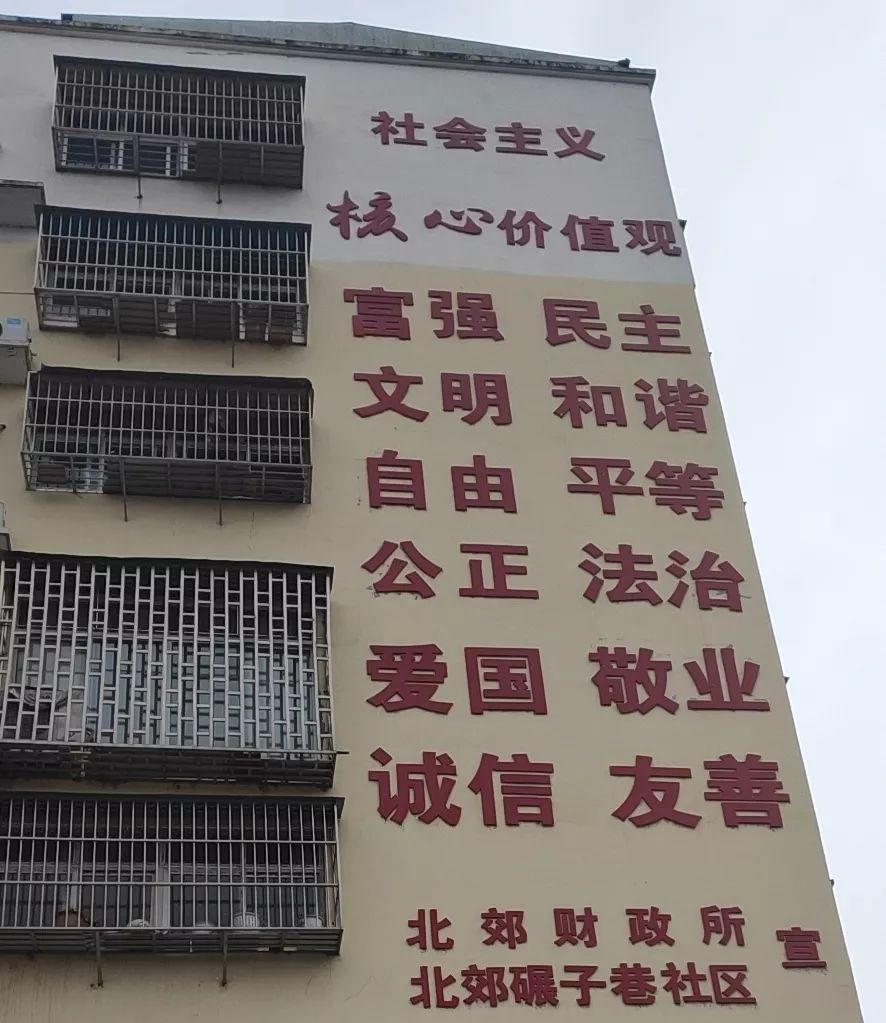 社会主义
核心价值观
富强 民主
文明 和谐
自由 平等
公正 法治
爱国 敬业
诚信 友善
北郊财政所
北郊碾子巷社区 宣